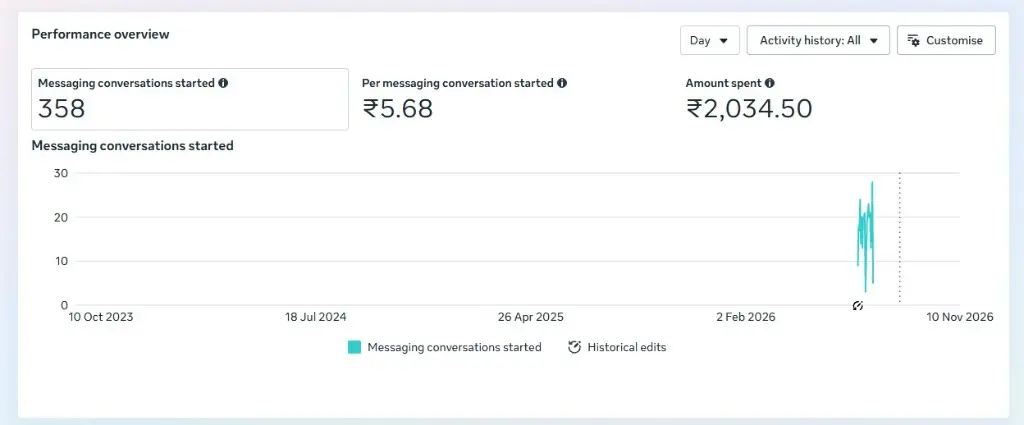 Performance overview
Day
Activity history: All
Customise
Messaging conversations started
358
Per messaging conversation started
₹5.68
Amount spent
₹2,034.50
Messaging conversations started
30
20
10
0
10 Oct 2023
18 Jul 2024
26 Apr 2025
2 Feb 2026
10 Nov 2026
Messaging conversations started
Historical edits